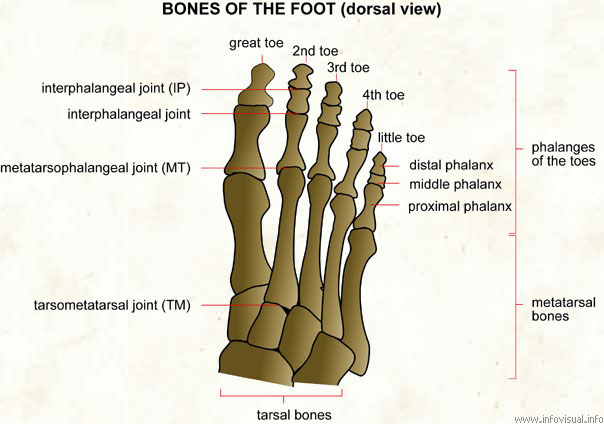 BONES OF THE FOOT (dorsal view)
great toe
2nd toe
3rd toe
4th toe
little toe
interphalangeal joint (IP)
interphalangeal joint
metatarsophalangeal joint (MT)
tarsometatarsal joint (TM)
distal phalanx
middle phalanx
proximal phalanx
phalanges
of the toes
metatarsal
bones
tarsal bones
www.infovisual.info